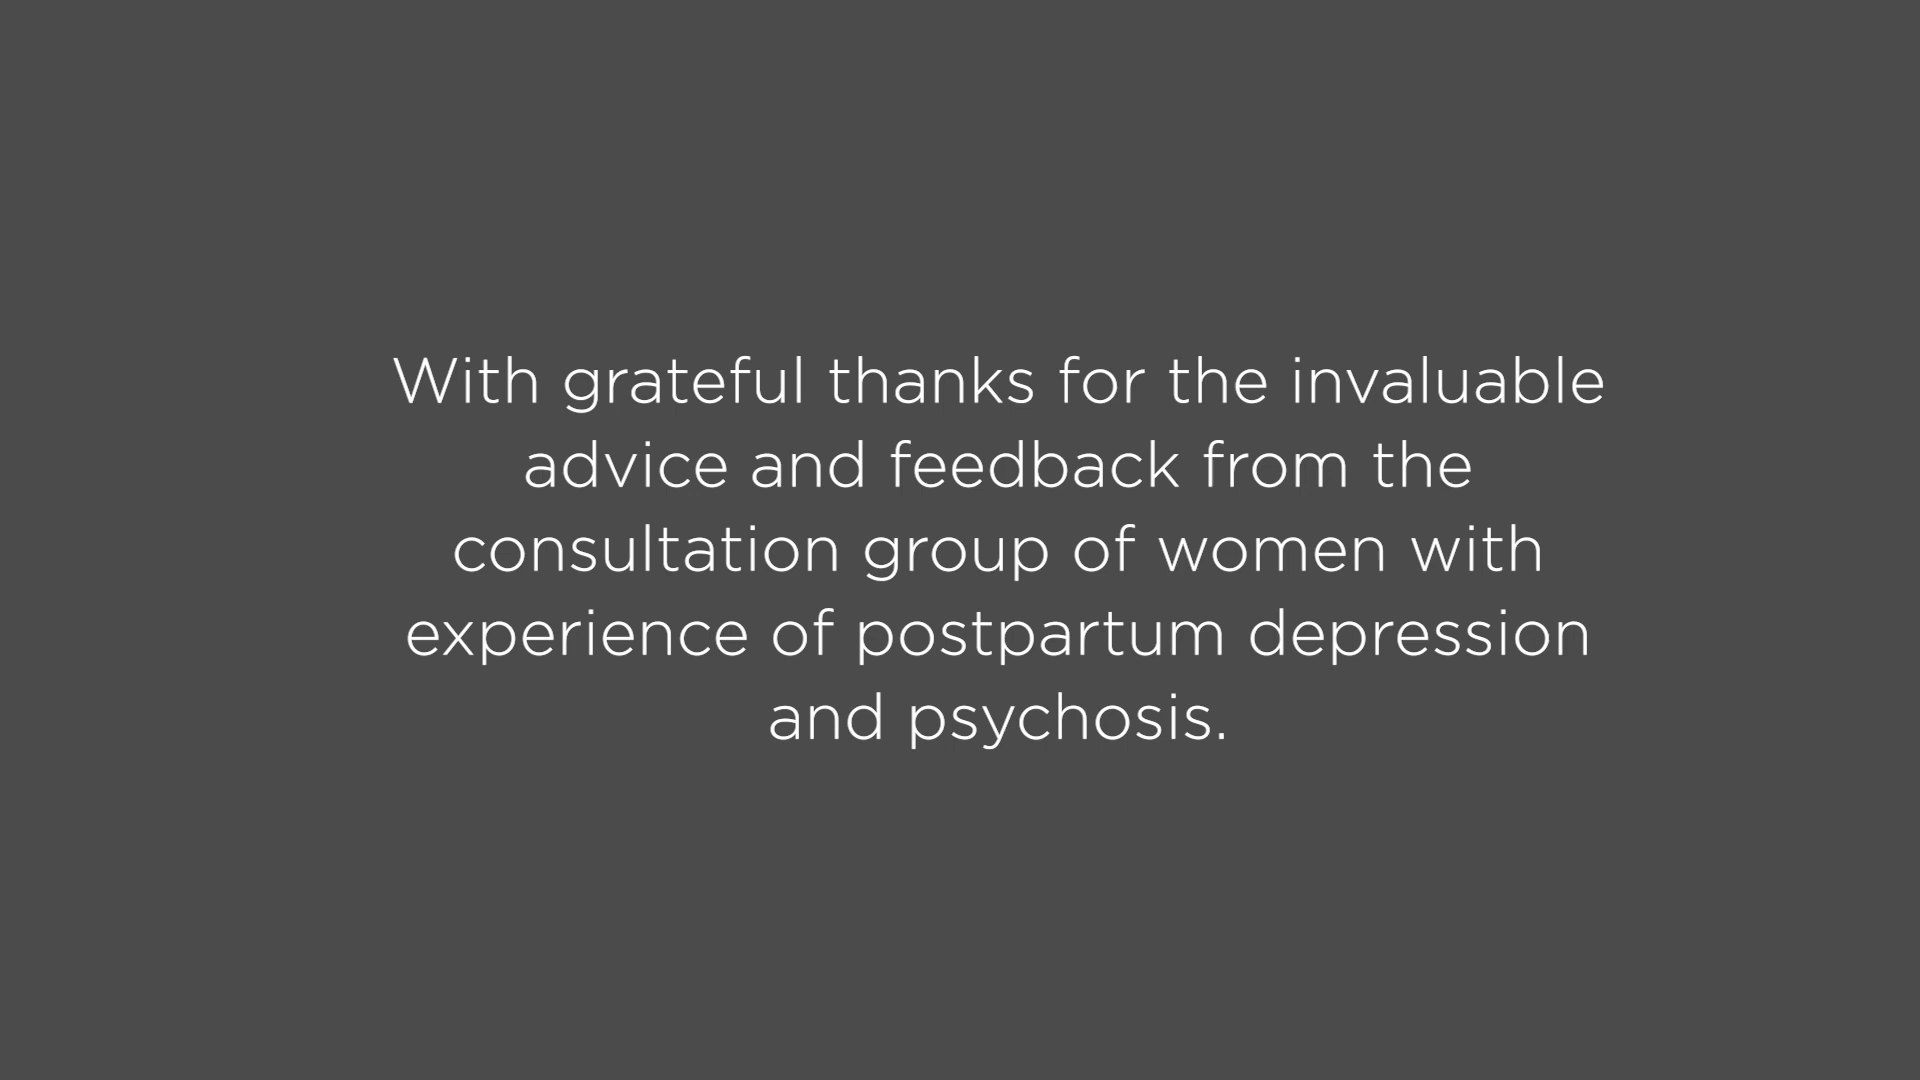 With grateful thanks for the invaluable
advice and feedback from the
consultation group of women with
experience of postpartum depression
and psychosis.